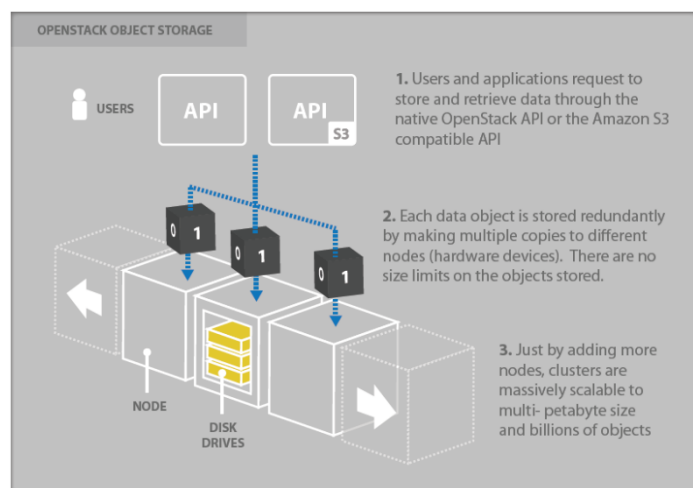 OPENSTACK OBJECT STORAGE
USERS
API
API
S3
1. Users and applications request to
store and retrieve data through the
native OpenStack API or the Amazon S3
compatible API
0 1
0 1
0 1
2. Each data object is stored redundantly
by making multiple copies to different
nodes (hardware devices). There are no
size limits on the objects stored.
3. Just by adding more
nodes, clusters are
massively scalable to
multi- petabyte size
and billions of objects
NODE
DISK
DRIVES